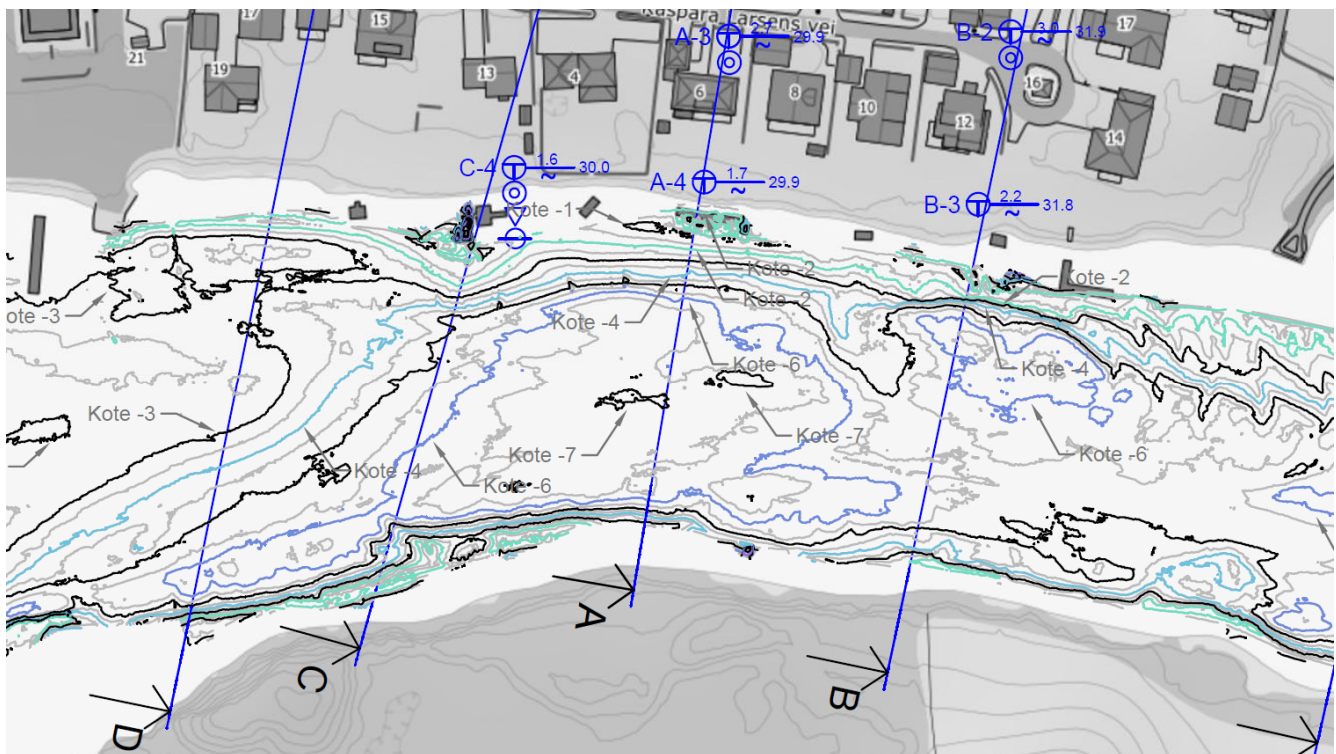 17
15
Kaspara Larsens vei
A-3
2.7
~
29.9
B-2
3.0
~
31.9
17
21
19
13
4
6
8
10
16
12
14
C-4
1.6
~
30.0
A-4
1.7
~
29.9
B-3
2.2
~
31.8
Kote -1
Kote -2
Kote -2
Kote -2
ote -3
Kote -4
Kote -6
Kote -4
Kote -3
Kote -4
Kote -7
Kote -7
Kote -6
Kote -6
A
B
C
D